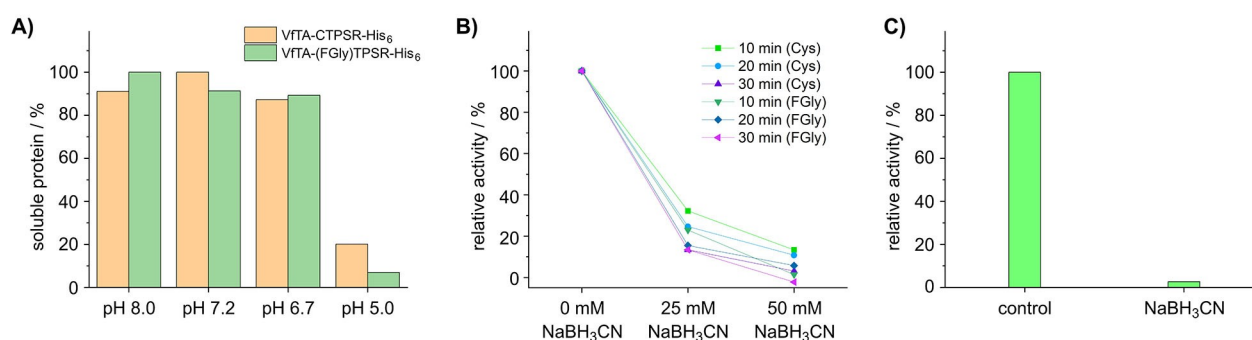 A)
VfTA-CTPSR-His₆
VfTA-(FGly)TPSR-His₆
soluble protein / %
100
80
60
40
20
0
pH 8.0 pH 7.2 pH 6.7 pH 5.0
B)
10 min (Cys)
20 min (Cys)
30 min (Cys)
10 min (FGly)
20 min (FGly)
30 min (FGly)
relative activity / %
100
80
60
40
20
0
0 mM 25 mM 50 mM
NaBH₃CN NaBH₃CN NaBH₃CN
C)
relative activity / %
100
80
60
40
20
0
control NaBH₃CN